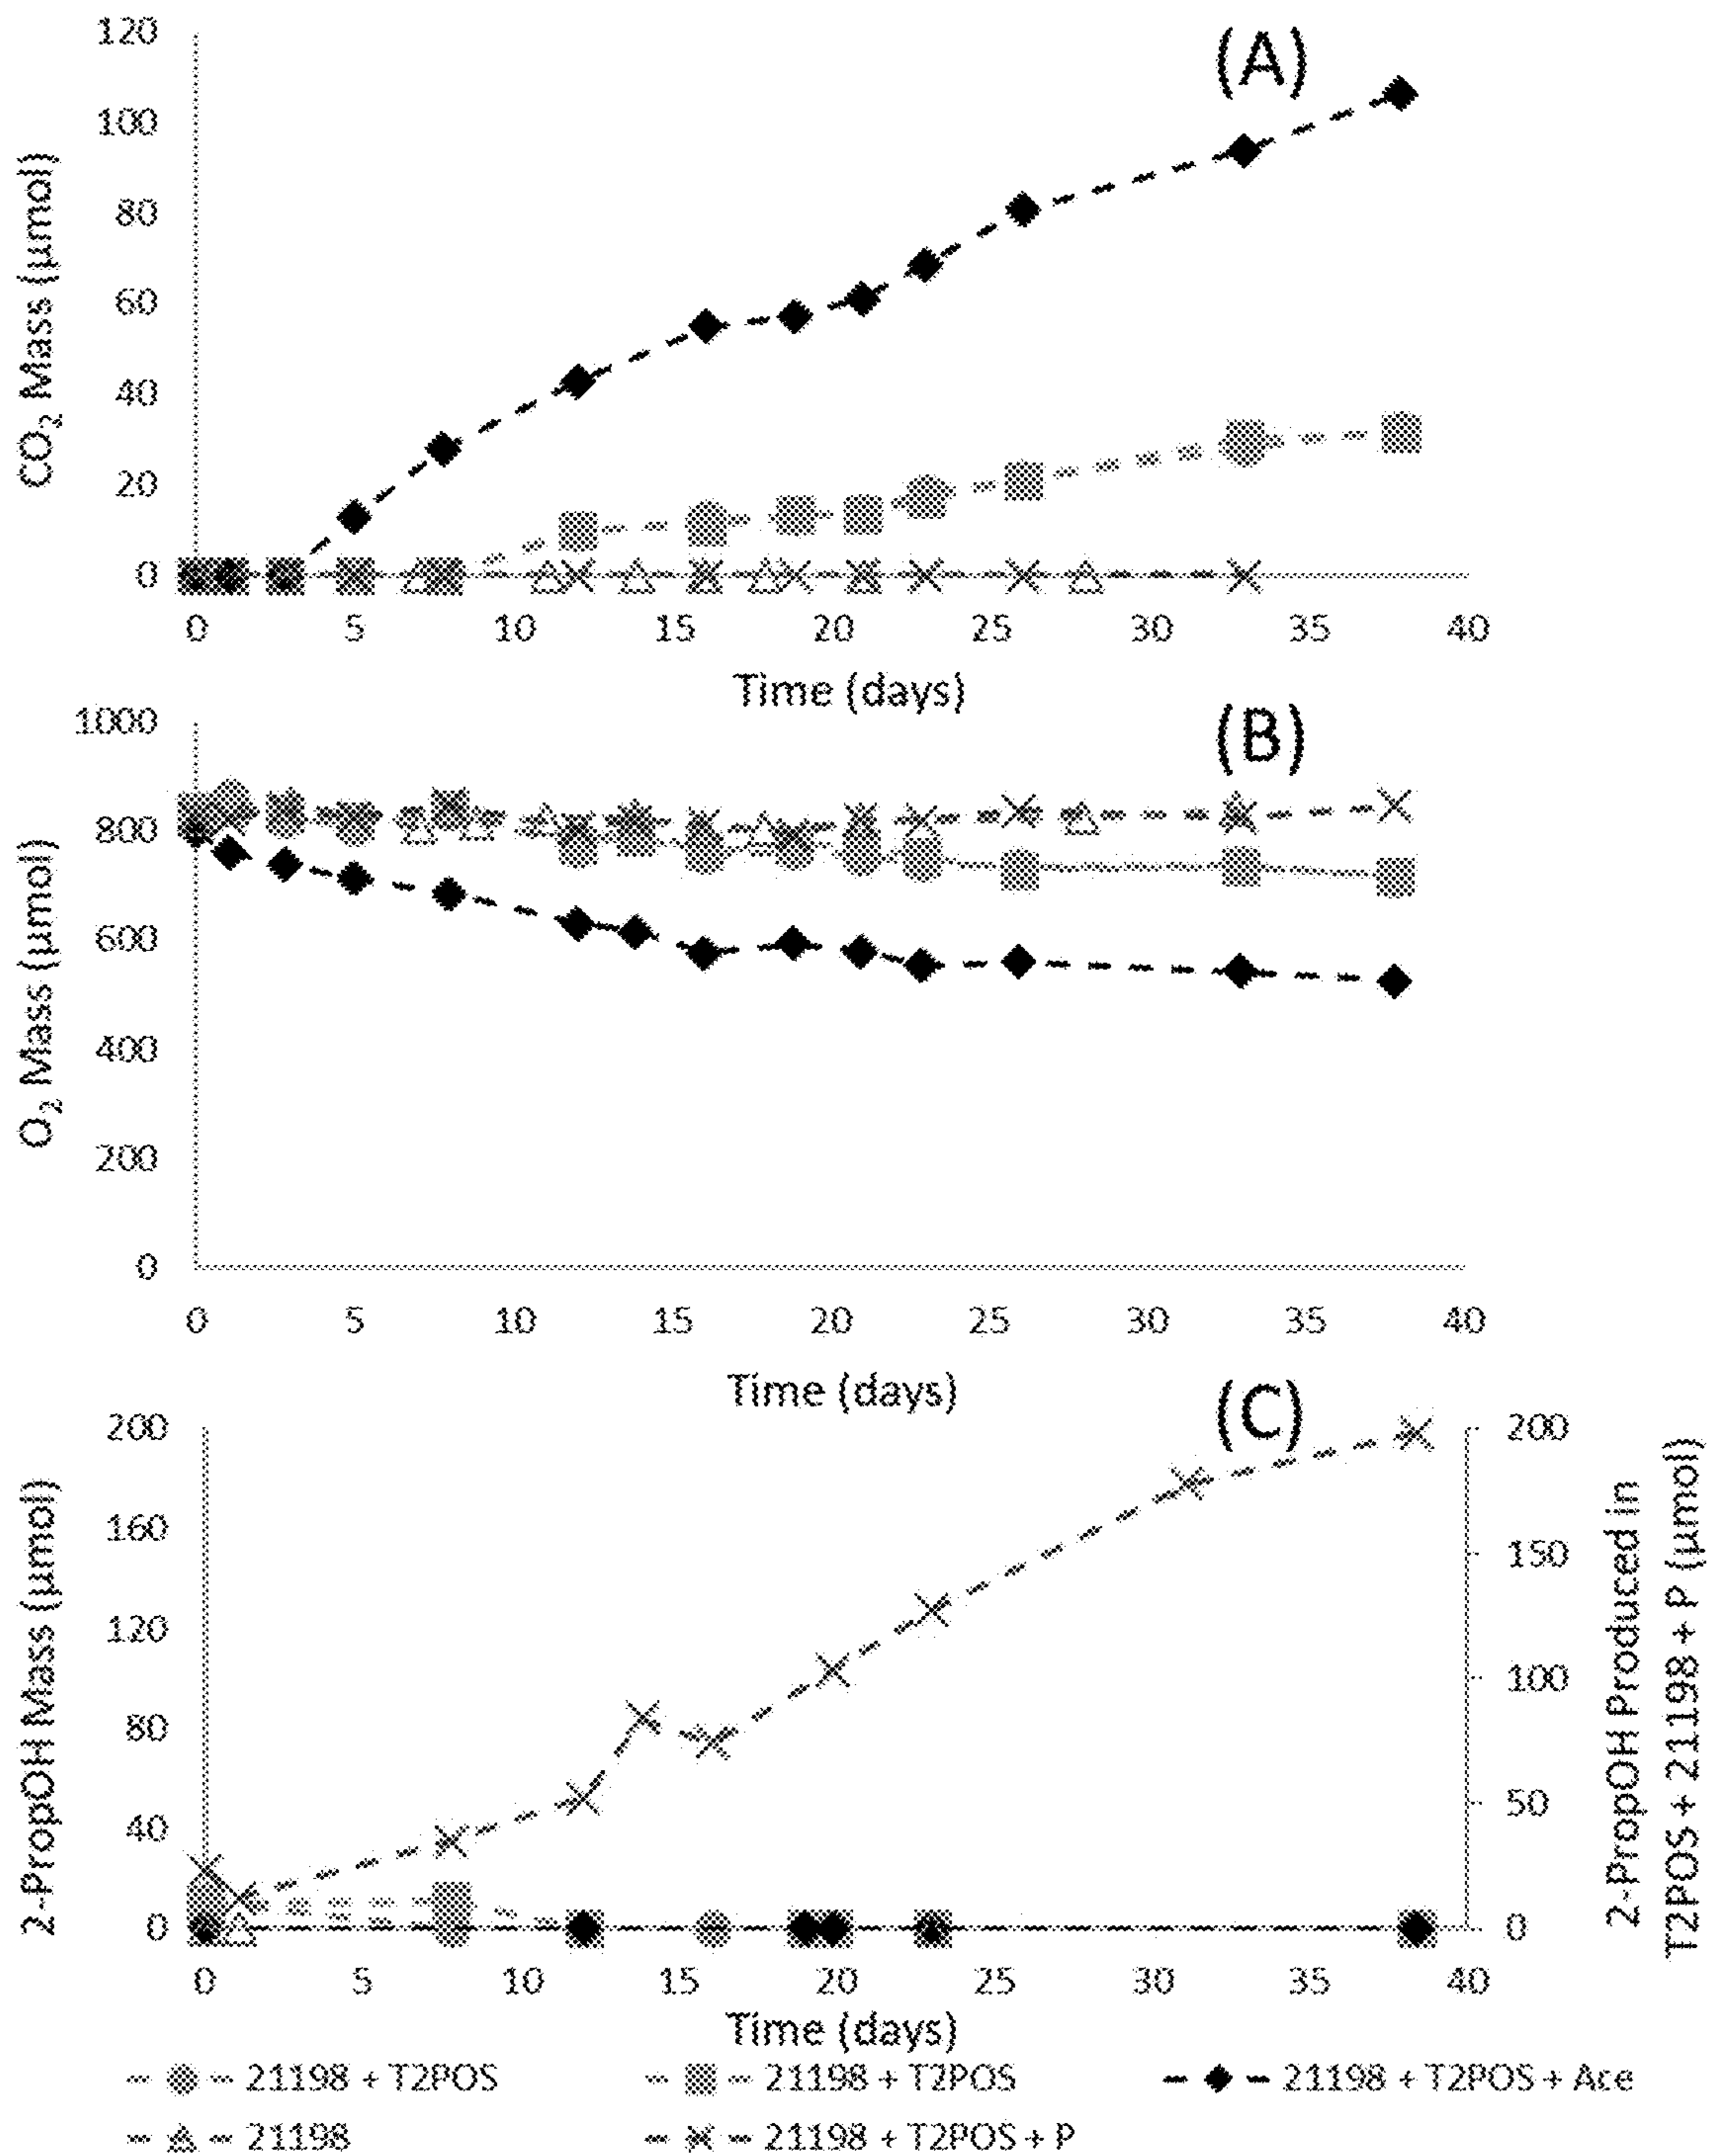 (A)
CO₂ Mass (µmol)
120
100
80
60
40
20
0
0 5 10 15 20 25 30 35 40
Time (days)
(B)
O₂ Mass (µmol)
1000
800
600
400
200
0
0 5 10 15 20 25 30 35 40
Time (days)
(C)
2-PropOH Mass (µmol)
200
160
120
80
40
0
200
150
100
50
0
2-PropOH Produced in
T2POS + 21198 + P (µmol)
0 5 10 15 20 25 30 35 40
Time (days)
21198 + T2POS 21198 + T2POS 21198 + T2POS + Ace
21198 21198 + T2POS + P